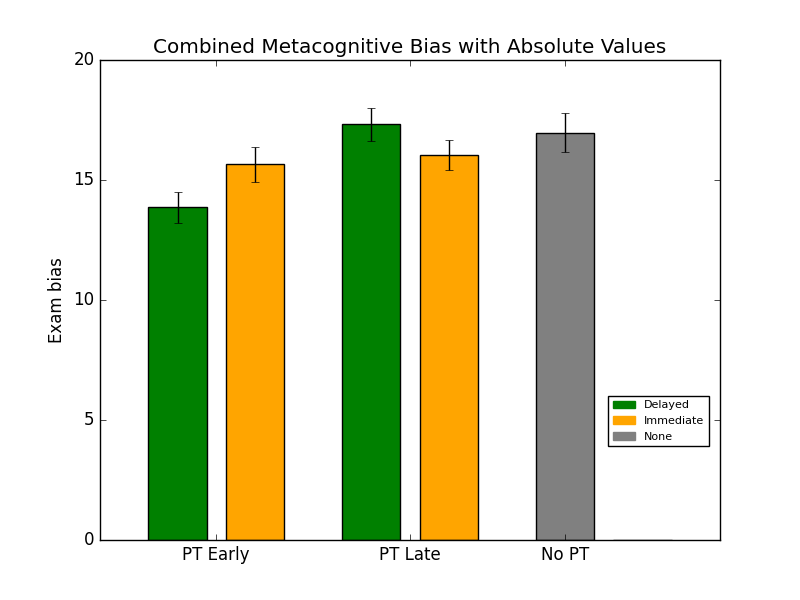 Combined Metacognitive Bias with Absolute Values
20
15
10
5
0
Exam bias
Delayed
Immediate
None
PT Early
PT Late
No PT